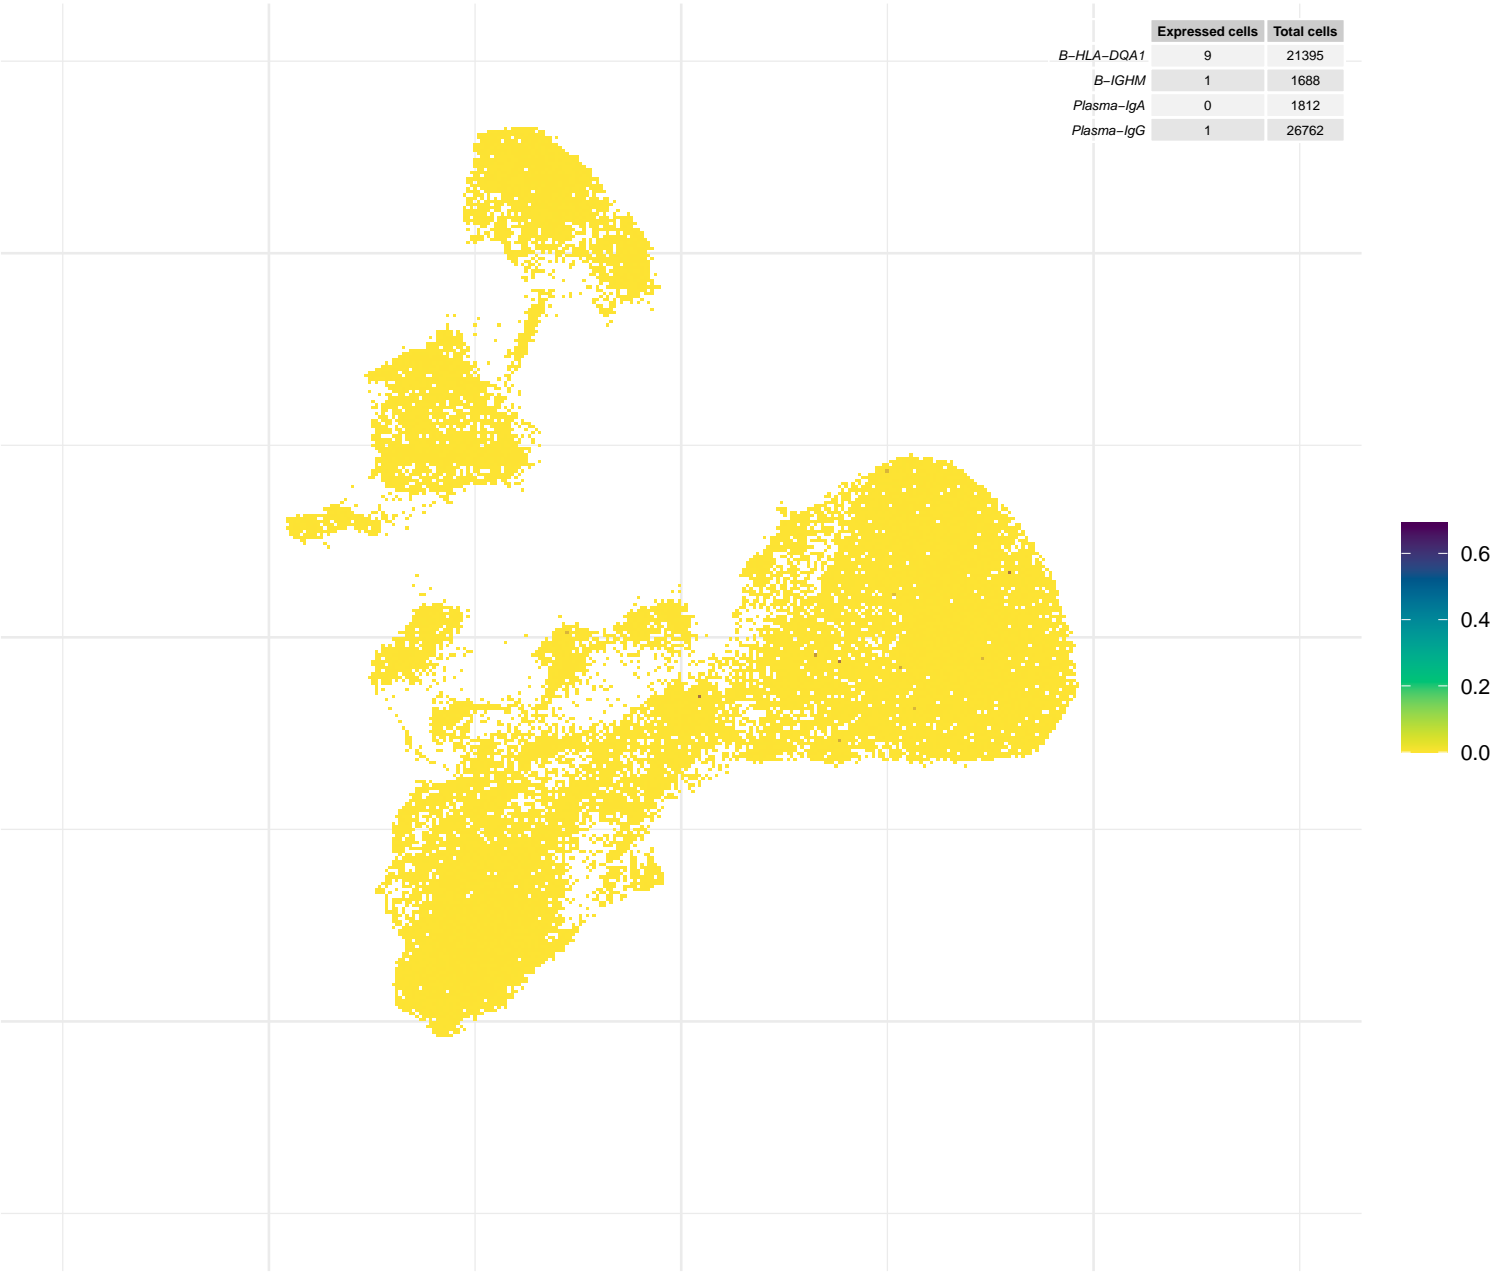 Expressed cells Total cells
B−HLA−DQA1 9 21395
B−IGHM 1 1688
Plasma−IgA 0 1812
Plasma−IgG 1 26762
0.6
0.4
0.2
0.0